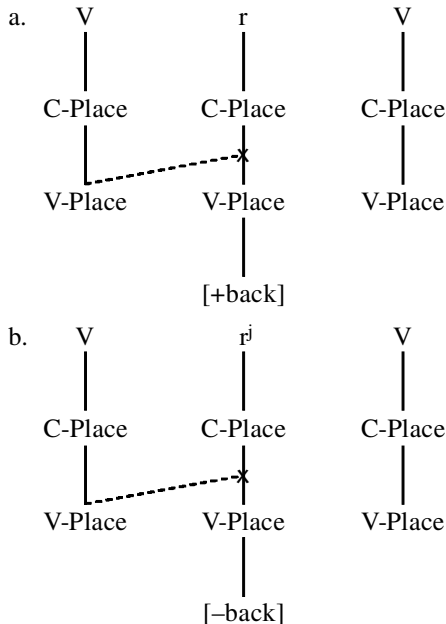 a. V r V
C-Place C-Place C-Place
x
V-Place V-Place V-Place
[+back]
b. V rʲ V
C-Place C-Place C-Place
x
V-Place V-Place V-Place
[–back]